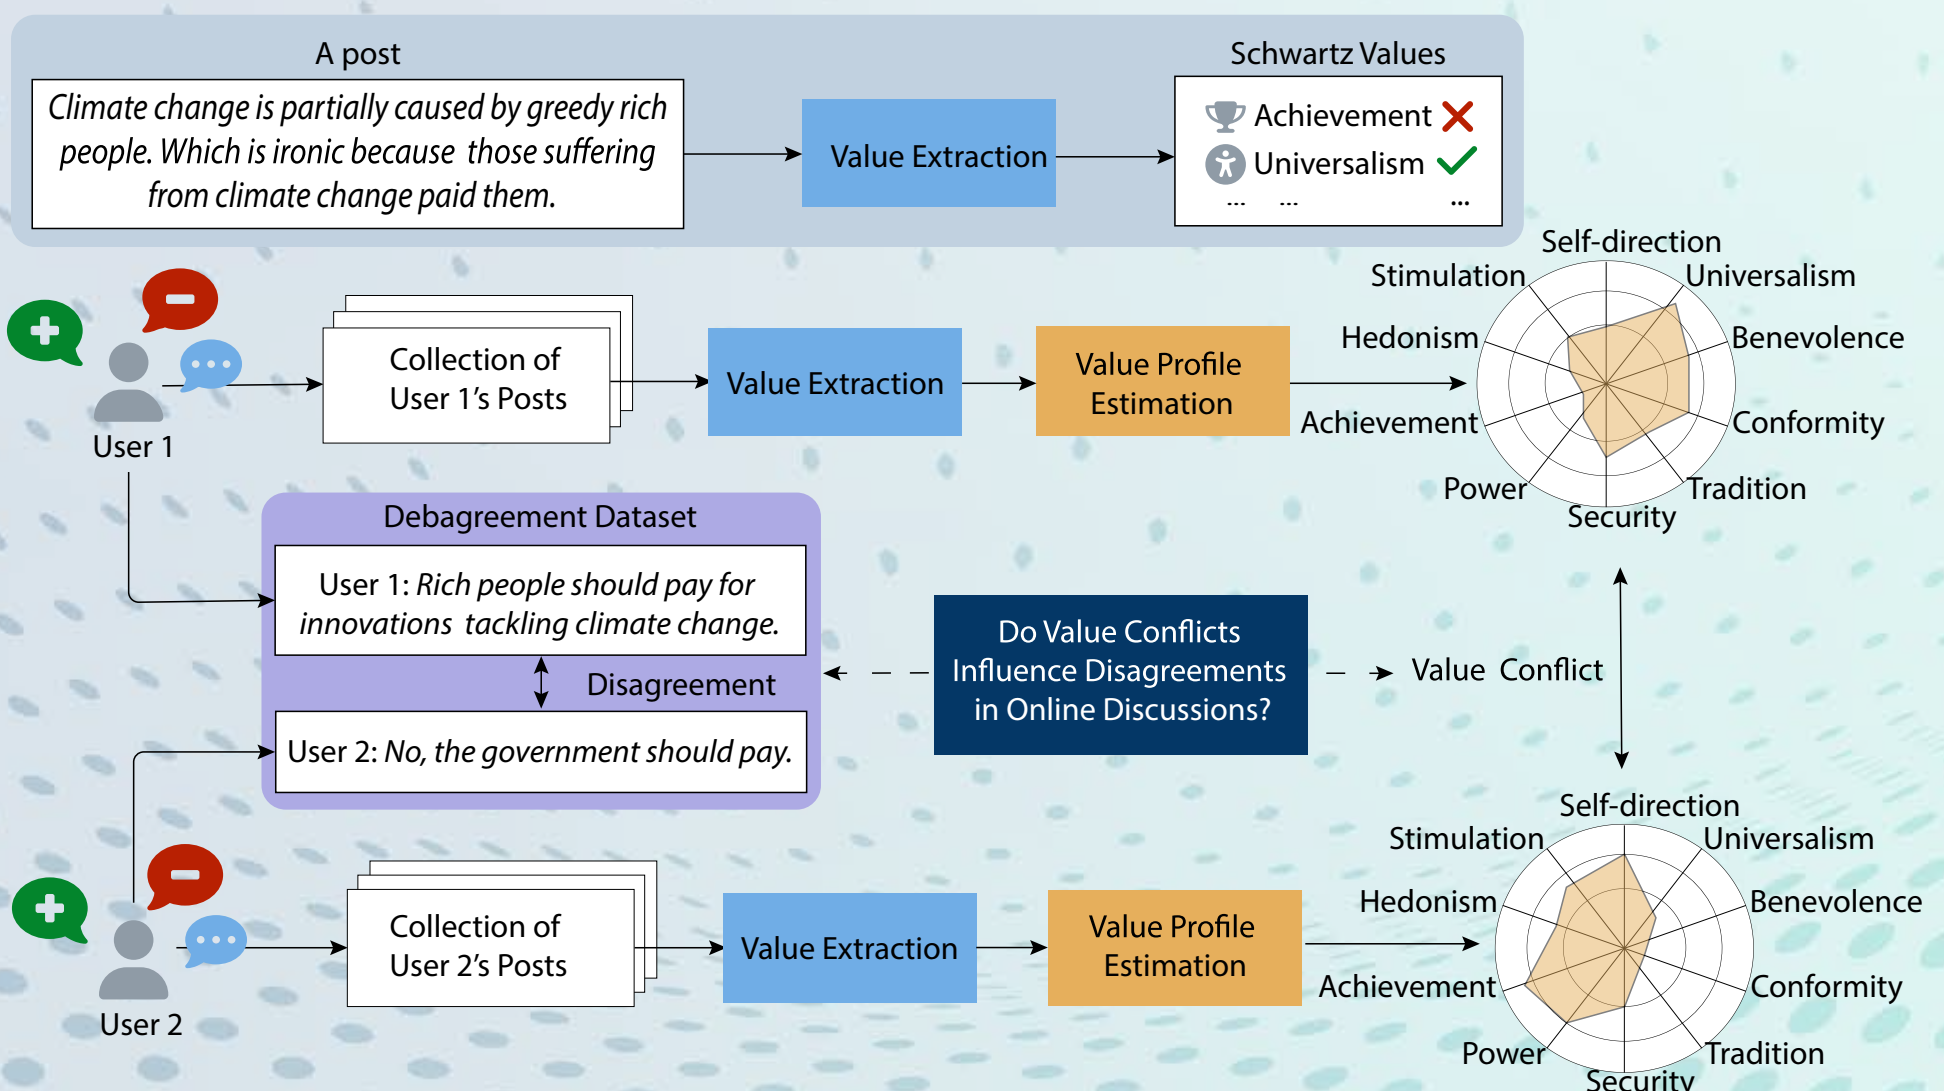 A post
Climate change is partially caused by greedy rich
people. Which is ironic because those suffering
from climate change paid them.
Value Extraction
Schwartz Values
Achievement
Universalism
... ... ...
User 1
Collection of
User 1's Posts
Value Extraction
Value Profile
Estimation
Self-direction
Stimulation
Universalism
Hedonism
Benevolence
Achievement
Conformity
Power
Tradition
Security
Debagreement Dataset
User 1: Rich people should pay for
innovations tackling climate change.
Disagreement
User 2: No, the government should pay.
Do Value Conflicts
Influence Disagreements
in Online Discussions?
Value Conflict
User 2
Collection of
User 2's Posts
Value Extraction
Value Profile
Estimation
Self-direction
Stimulation
Universalism
Hedonism
Benevolence
Achievement
Conformity
Power
Tradition
Security